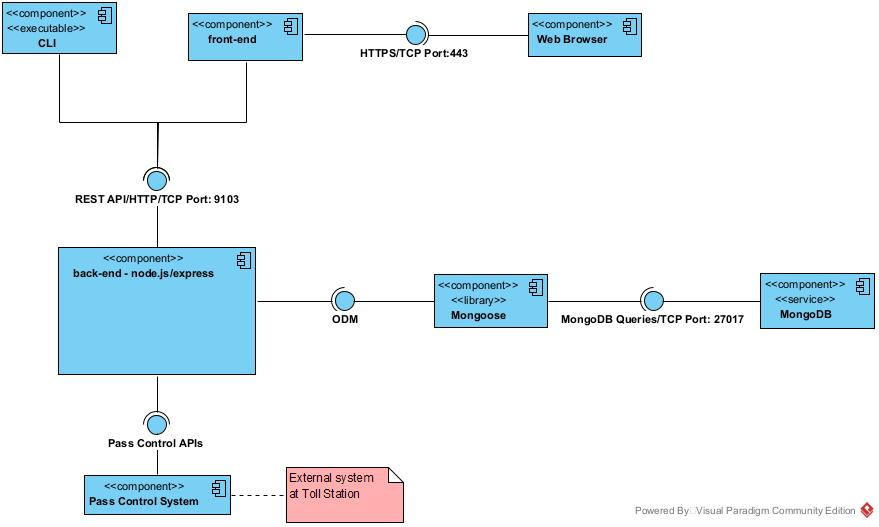 <<component>>
<<executable>>
CLI
<<component>>
front-end
HTTPS/TCP Port:443
<<component>>
Web Browser
REST API/HTTP/TCP Port: 9103
<<component>>
back-end - node.js/express
ODM
<<component>>
<<library>>
Mongoose
MongoDB Queries/TCP Port: 27017
<<component>>
<<service>>
MongoDB
Pass Control APIs
<<component>>
Pass Control System
External system
at Toll Station
Powered By Visual Paradigm Community Edition